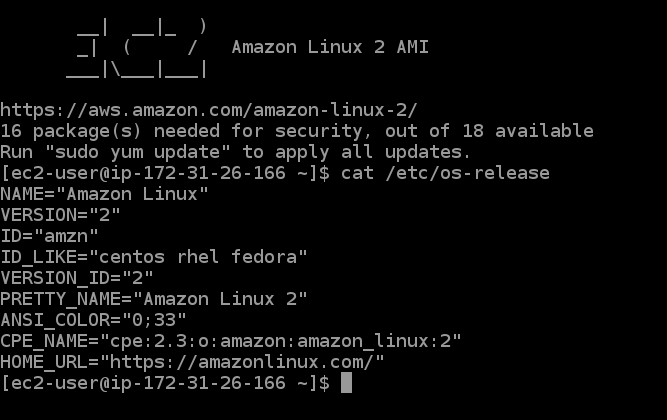 __|  __|_  )
       _|  (     /   Amazon Linux 2 AMI
      ___|\___|___|
https://aws.amazon.com/amazon-linux-2/
16 package(s) needed for security, out of 18 available
Run "sudo yum update" to apply all updates.
[ec2-user@ip-172-31-26-166 ~]$ cat /etc/os-release
NAME="Amazon Linux"
VERSION="2"
ID="amzn"
ID_LIKE="centos rhel fedora"
VERSION_ID="2"
PRETTY_NAME="Amazon Linux 2"
ANSI_COLOR="0;33"
CPE_NAME="cpe:2.3:o:amazon:amazon_linux:2"
HOME_URL="https://amazonlinux.com/"
[ec2-user@ip-172-31-26-166 ~]$